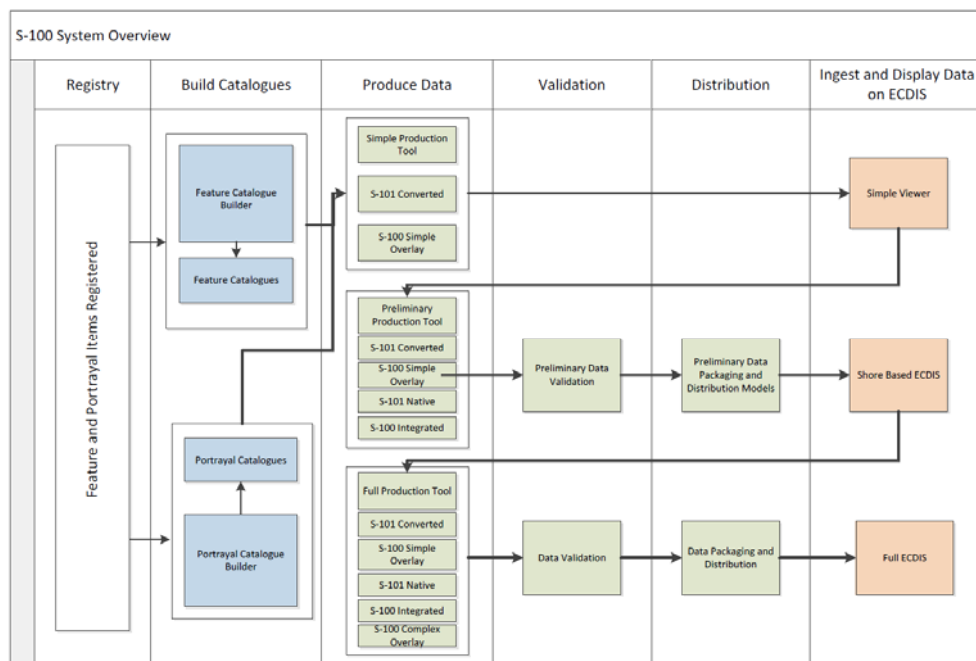 S-100 System Overview
Registry
Build Catalogues
Produce Data
Validation
Distribution
Ingest and Display Data
on ECDIS
Feature and Portrayal Items Registered
Feature Catalogue
Builder
Feature Catalogues
Portrayal Catalogues
Portrayal Catalogue
Builder
Simple Production
Tool
S-101 Converted
S-100 Simple
Overlay
Simple Viewer
Preliminary
Production Tool
S-101 Converted
S-100 Simple
Overlay
S-101 Native
S-100 Integrated
Preliminary Data
Validation
Preliminary Data
Packaging and
Distribution Models
Shore Based ECDIS
Full Production Tool
S-101 Converted
S-100 Simple
Overlay
S-101 Native
S-100 Integrated
S-100 Complex
Overlay
Data Validation
Data Packaging and
Distribution
Full ECDIS